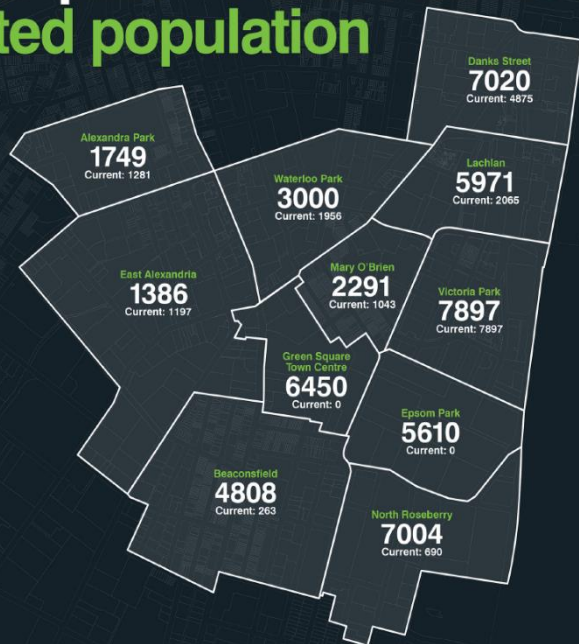 ted population
Danks Street
7020
Current: 4875
Alexandra Park
1749
Current: 1281
Lachlan
5971
Current: 2065
Waterloo Park
3000
Current: 1956
East Alexandria
1386
Current: 1197
Mary O'Brien
2291
Current: 1043
Victoria Park
7897
Current: 7897
Green Square
Town Centre
6450
Current: 0
Epsom Park
5610
Current: 0
Beaconsfield
4808
Current: 263
North Roseberry
7004
Current: 690